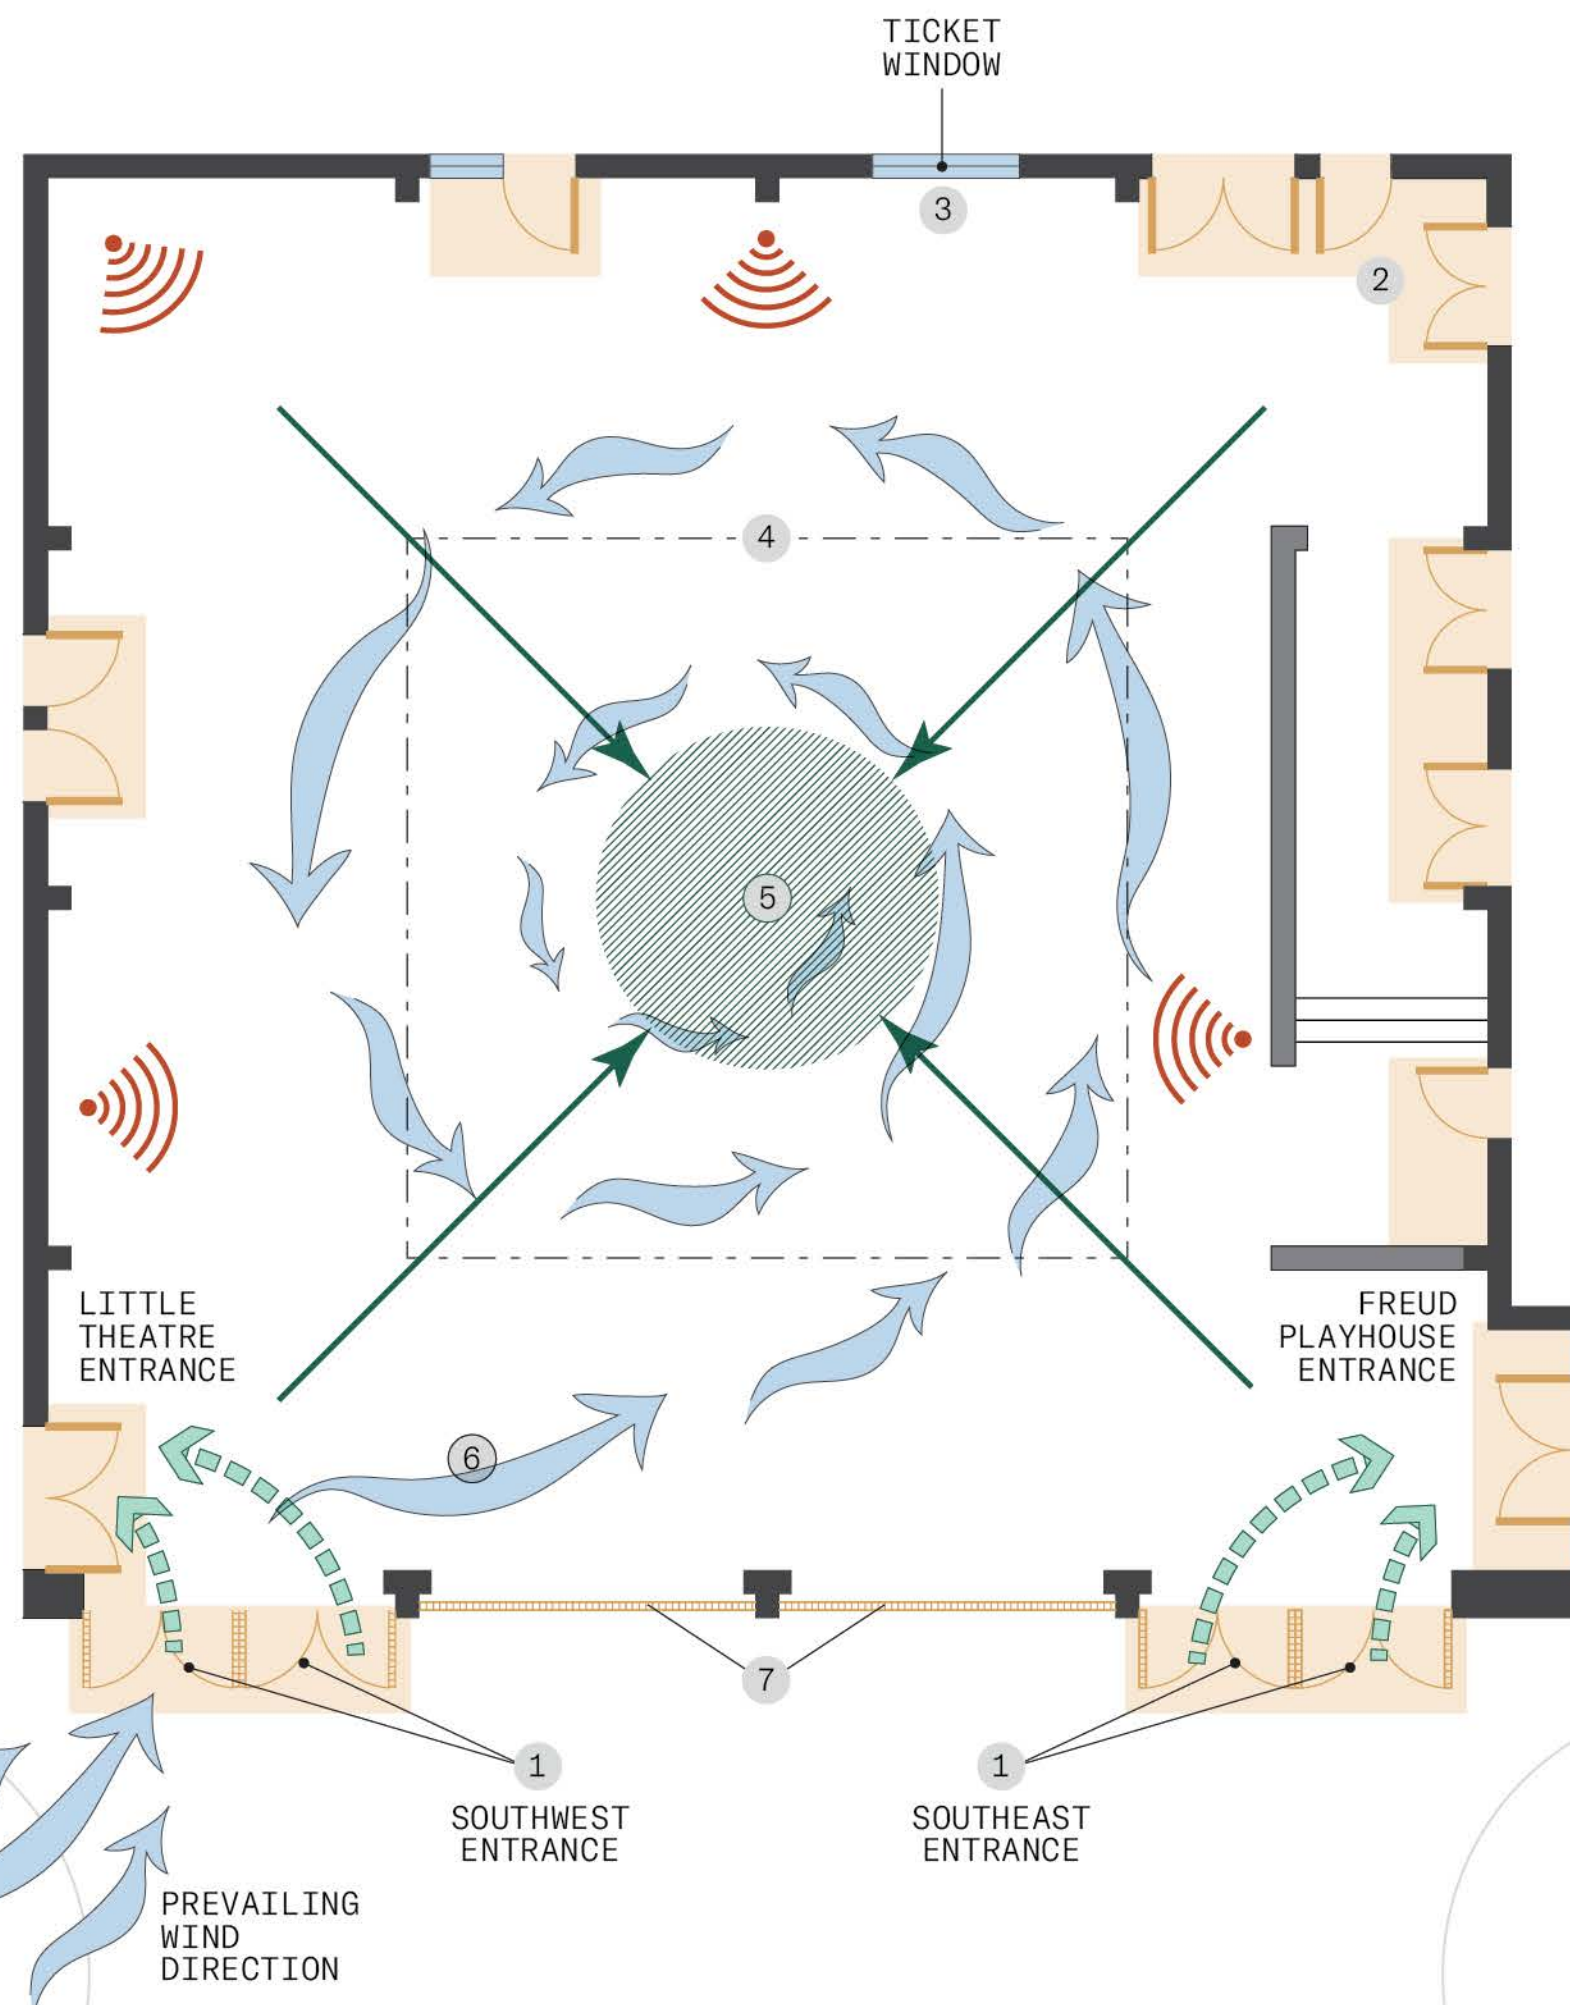 TICKET
WINDOW
3
2
4
5
LITTLE
THEATRE
ENTRANCE
FREUD
PLAYHOUSE
ENTRANCE
6
7
1
SOUTHWEST
ENTRANCE
1
SOUTHEAST
ENTRANCE
PREVAILING
WIND
DIRECTION